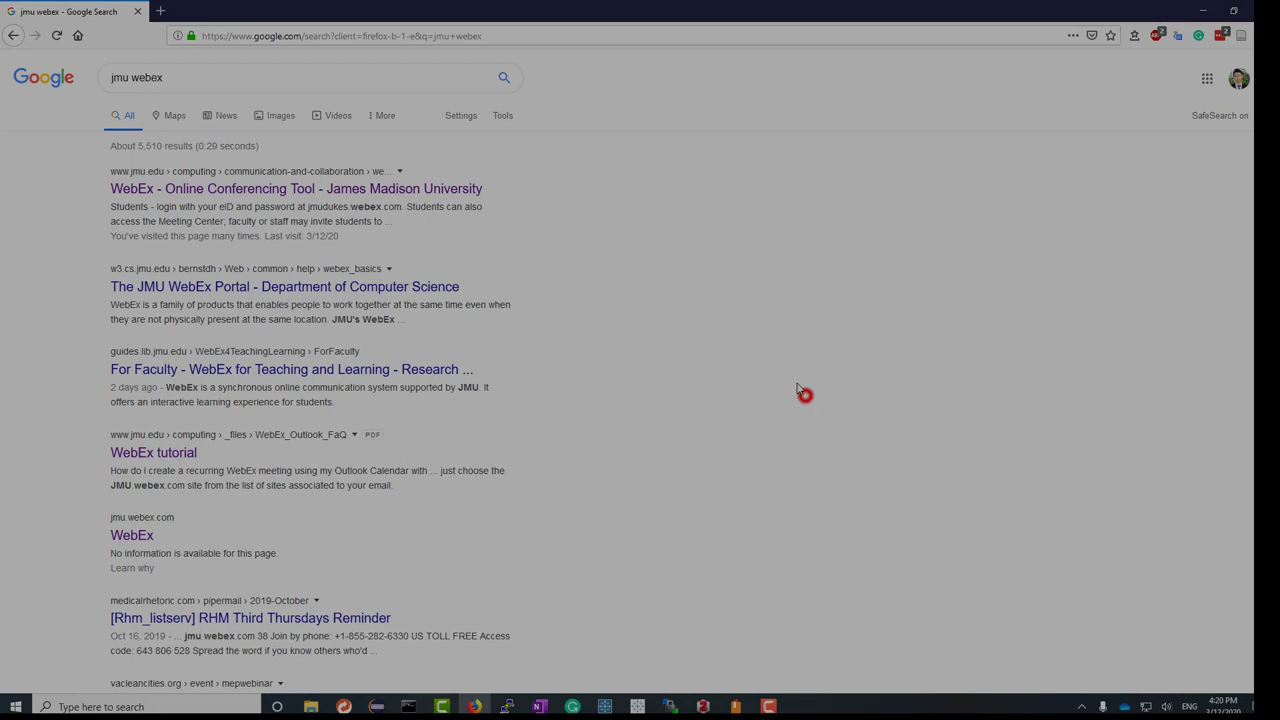 jmu webex - Google Search
https://www.google.com/search?client=firefox-b-1-e&q=jmu+webex
2
2
Google
jmu webex
All
Maps
News
Images
Videos
More
Settings
Tools
SafeSearch on
About 5,510 results (0.29 seconds)
www.jmu.edu › computing › communication-and-collaboration › we...
WebEx - Online Conferencing Tool - James Madison University
Students - login with your eID and password at jmudukes.webex.com. Students can also
access the Meeting Center; faculty or staff may invite students to ...
You've visited this page many times. Last visit: 3/12/20
w3.cs.jmu.edu › bernstdh › Web › common › help › webex_basics
The JMU WebEx Portal - Department of Computer Science
WebEx is a family of products that enables people to work together at the same time even when
they are not physically present at the same location. JMU's WebEx ...
guides.lib.jmu.edu › WebEx4TeachingLearning › ForFaculty
For Faculty - WebEx for Teaching and Learning - Research ...
2 days ago - WebEx is a synchronous online communication system supported by JMU. It
offers an interactive learning experience for students.
www.jmu.edu › computing › _files › WebEx_Outlook_FaQ PDF
WebEx tutorial
How do I create a recurring WebEx meeting using my Outlook Calendar with ... just choose the
JMU.webex.com site from the list of sites associated to your email.
jmu.webex.com
WebEx
No information is available for this page.
Learn why
medicalrhetoric.com › pipermail › 2019-October
[Rhm_listserv] RHM Third Thursdays Reminder
Oct 16, 2019 - ... jmu.webex.com 38 Join by phone: +1-855-282-6330 US TOLL FREE Access
code: 643 806 528 Spread the word if you know others who'd ...
vacleancities.org › event › mepwebinar
Type here to search
4:20 PM
3/12/2020